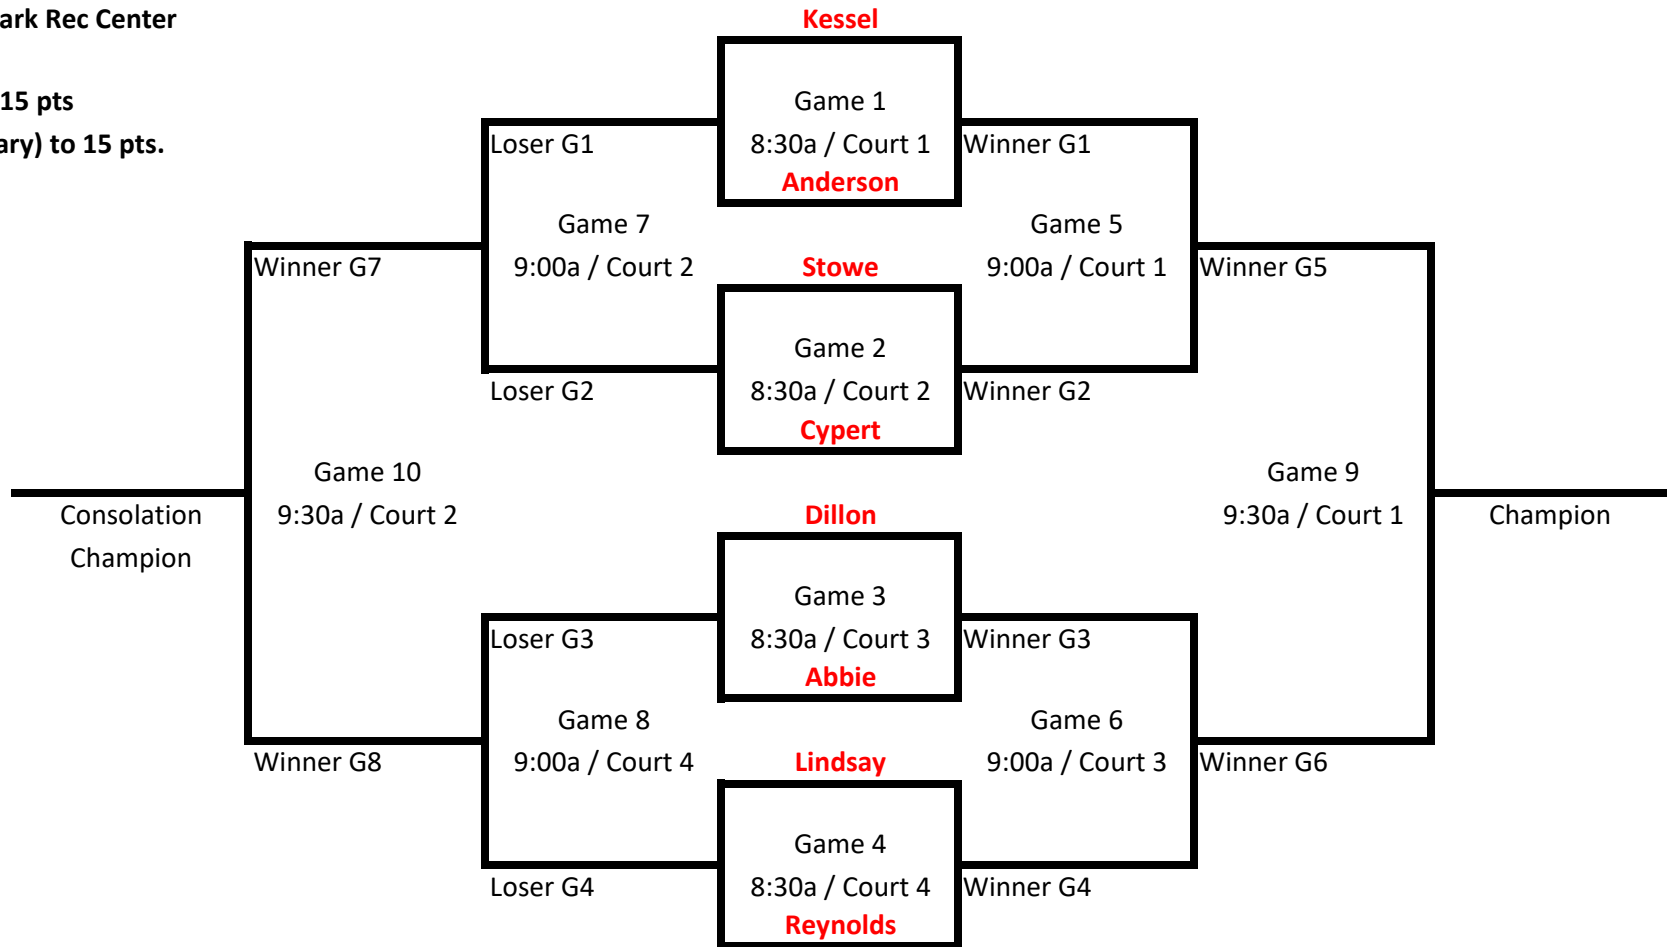 ark Rec Center
15 pts
ary) to 15 pts.
Kessel
Game 1
8:30a / Court 1
Anderson
Loser G1
Winner G1
Game 7
9:00a / Court 2
Game 5
9:00a / Court 1
Winner G7
Stowe
Winner G5
Game 2
8:30a / Court 2
Cypert
Loser G2
Winner G2
Game 10
9:30a / Court 2
Game 9
9:30a / Court 1
Consolation
Champion
Champion
Dillon
Game 3
8:30a / Court 3
Abbie
Loser G3
Winner G3
Game 8
9:00a / Court 4
Game 6
9:00a / Court 3
Winner G8
Lindsay
Winner G6
Game 4
8:30a / Court 4
Reynolds
Loser G4
Winner G4